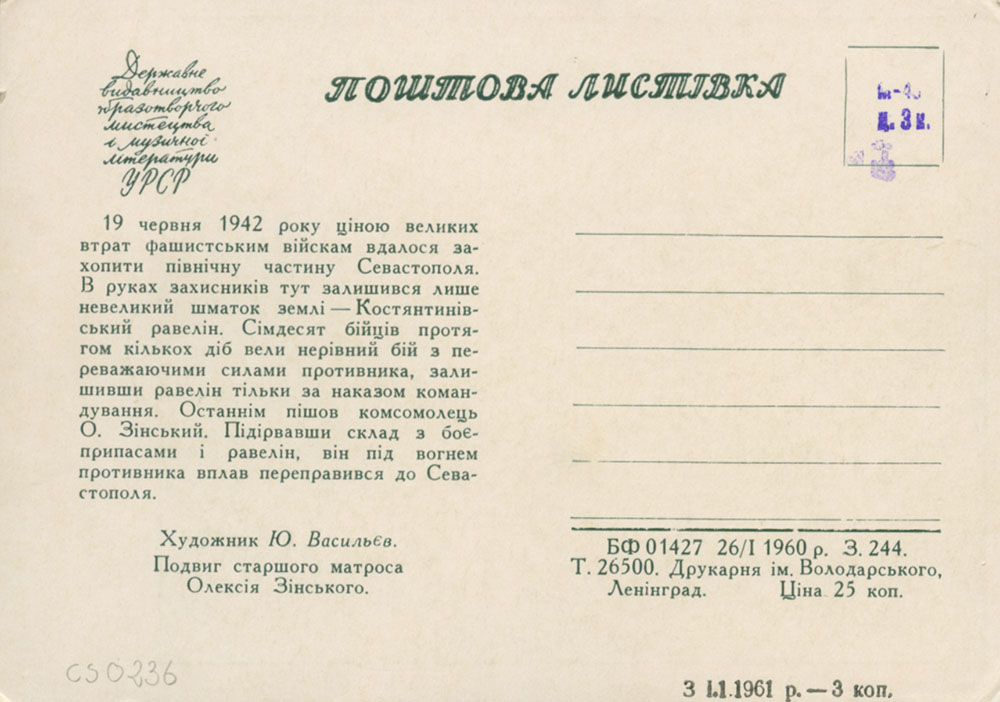 Державне
видавництво
образотворчого
мистецтва
і музичної
літератури
УРСР
ПОШТОВА ЛИСТІВКА
Ц. 3 к.
19 червня 1942 року ціною великих
втрат фашистським військам вдалося за-
хопити північну частину Севастополя.
В руках захисників тут залишився лише
невеликий шматок землі — Костянтинів-
ський равелін. Сімдесят бійців протя-
гом кількох діб вели нерівний бій з пе-
реважаючими силами противника, зали-
шивши равелін тільки за наказом коман-
дування. Останнім пішов комсомолець
О. Зінський. Підірвавши склад з боє-
припасами і равелін, він під вогнем
противника вплав переправився до Сева-
стополя.
Художник Ю. Васильєв.
Подвиг старшого матроса
Олексія Зінського.
БФ 01427 26/I 1960 р. З. 244.
Т. 26500. Друкарня ім. Володарського,
Ленінград. Ціна 25 коп.
CSO236
З 1.1.1961 р. — 3 коп.